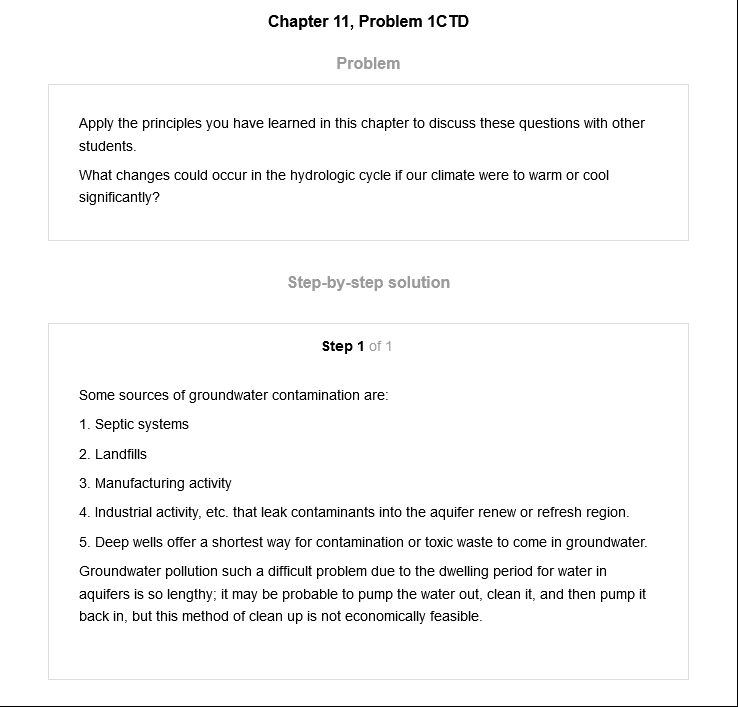 Chapter 11, Problem 1CTD
Problem
Apply the principles you have learned in this chapter to discuss these questions with other
students.
What changes could occur in the hydrologic cycle if our climate were to warm or cool
significantly?
Step-by-step solution
Step 1 of 1
Some sources of groundwater contamination are:
1. Septic systems
2. Landfills
3. Manufacturing activity
4. Industrial activity, etc. that leak contaminants into the aquifer renew or refresh region.
5. Deep wells offer a shortest way for contamination or toxic waste to come in groundwater.
Groundwater pollution such a difficult problem due to the dwelling period for water in
aquifers is so lengthy; it may be probable to pump the water out, clean it, and then pump it
back in, but this method of clean up is not economically feasible.